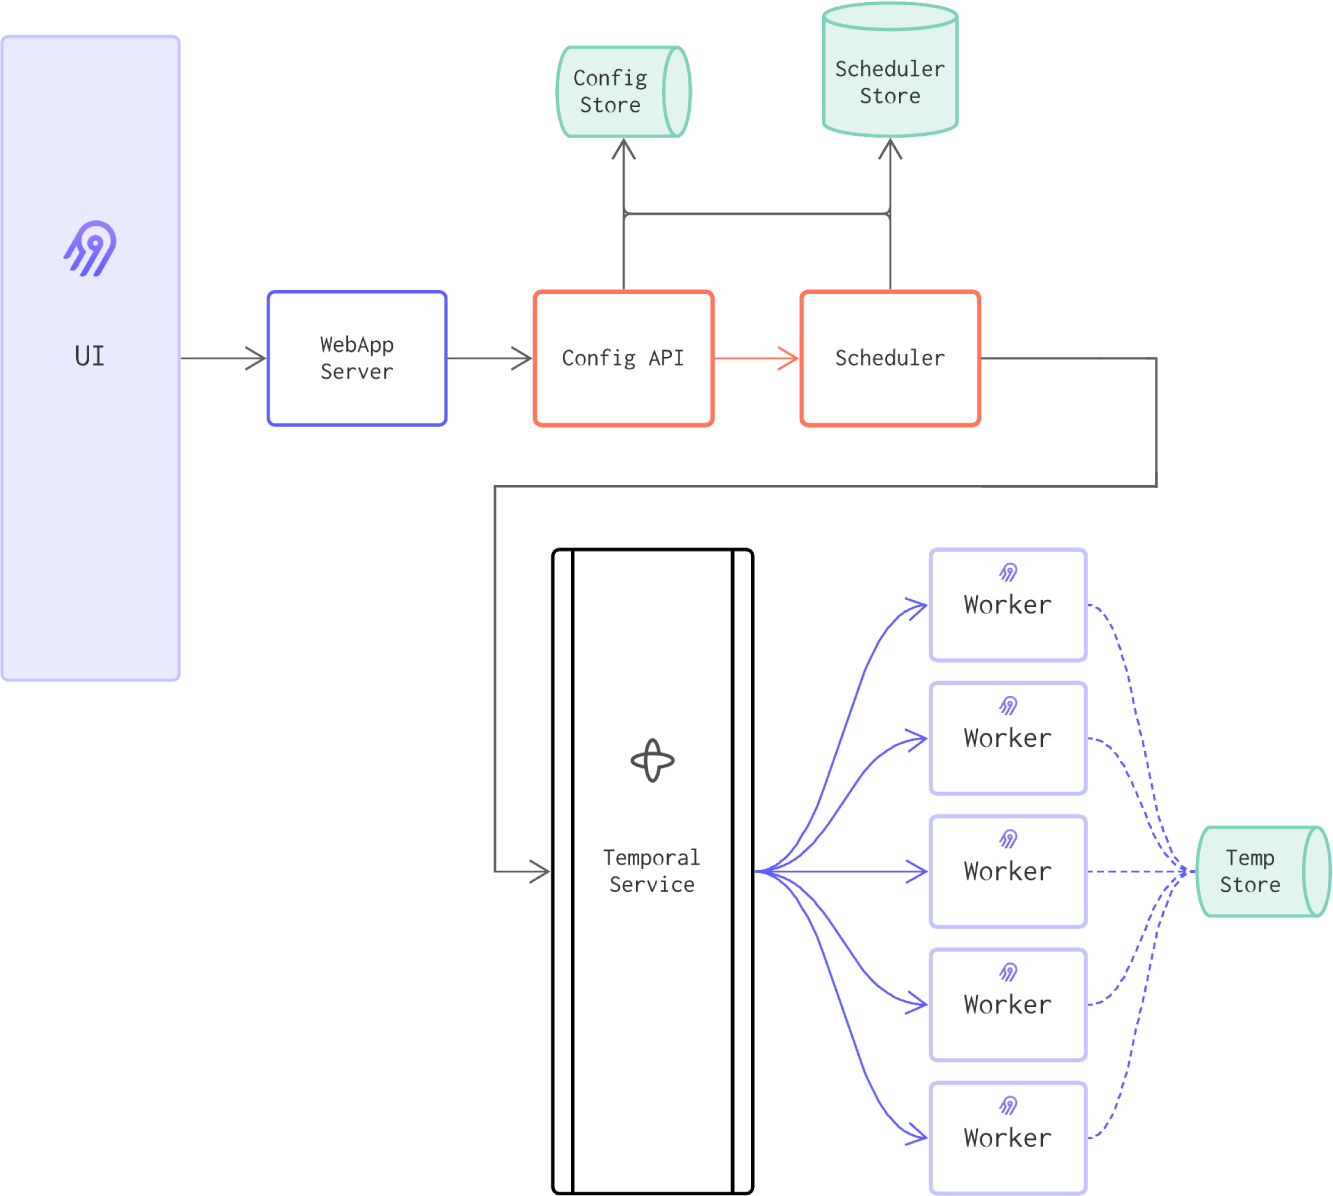 Config
Store
Scheduler
Store
UI
WebApp
Server
Config API
Scheduler
Temporal
Service
Worker
Worker
Worker
Worker
Worker
Temp
Store